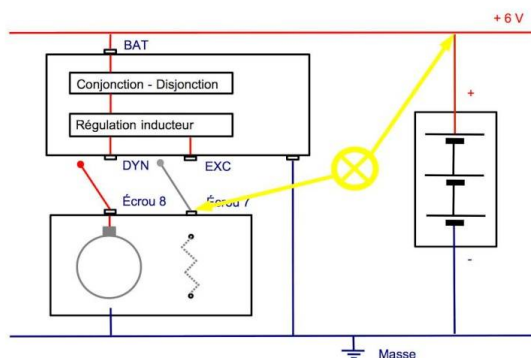 + 6 V
BAT
Conjonction - Disjonction
Régulation inducteur
DYN
EXC
Écrou 8
Écrou 7
+
-
Masse